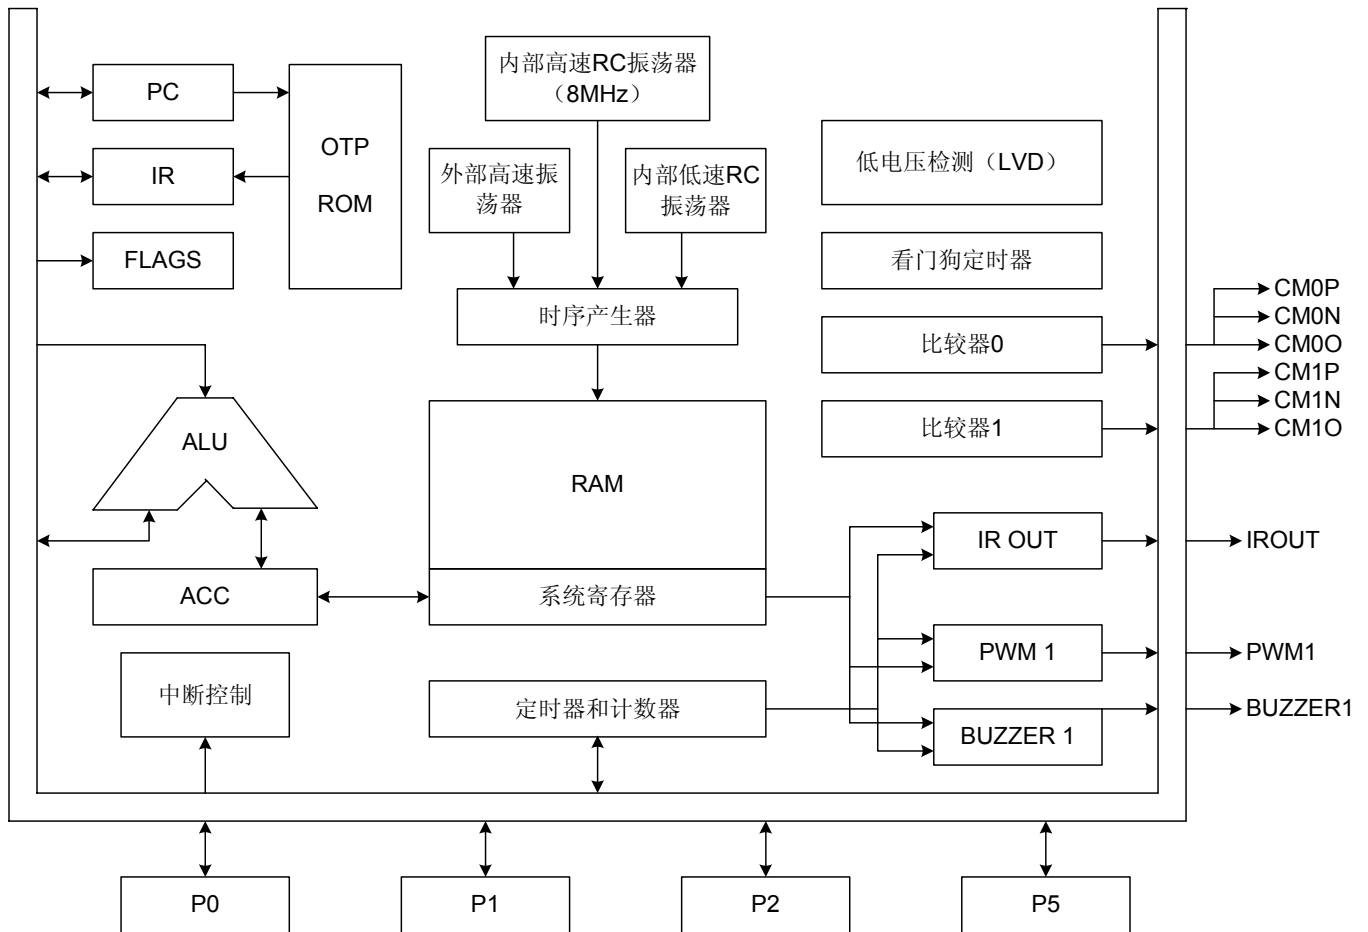 PC
IR
FLAGS
OTP
ROM
内部高速RC振荡器
（8MHz）
外部高速振
荡器
内部低速RC
振荡器
时序产生器
低电压检测（LVD）
看门狗定时器
比较器0
比较器1
CM0P
CM0N
CM0O
CM1P
CM1N
CM1O
ALU
RAM
ACC
系统寄存器
IR OUT
IROUT
PWM 1
PWM1
中断控制
定时器和计数器
BUZZER 1
BUZZER1
P0
P1
P2
P5